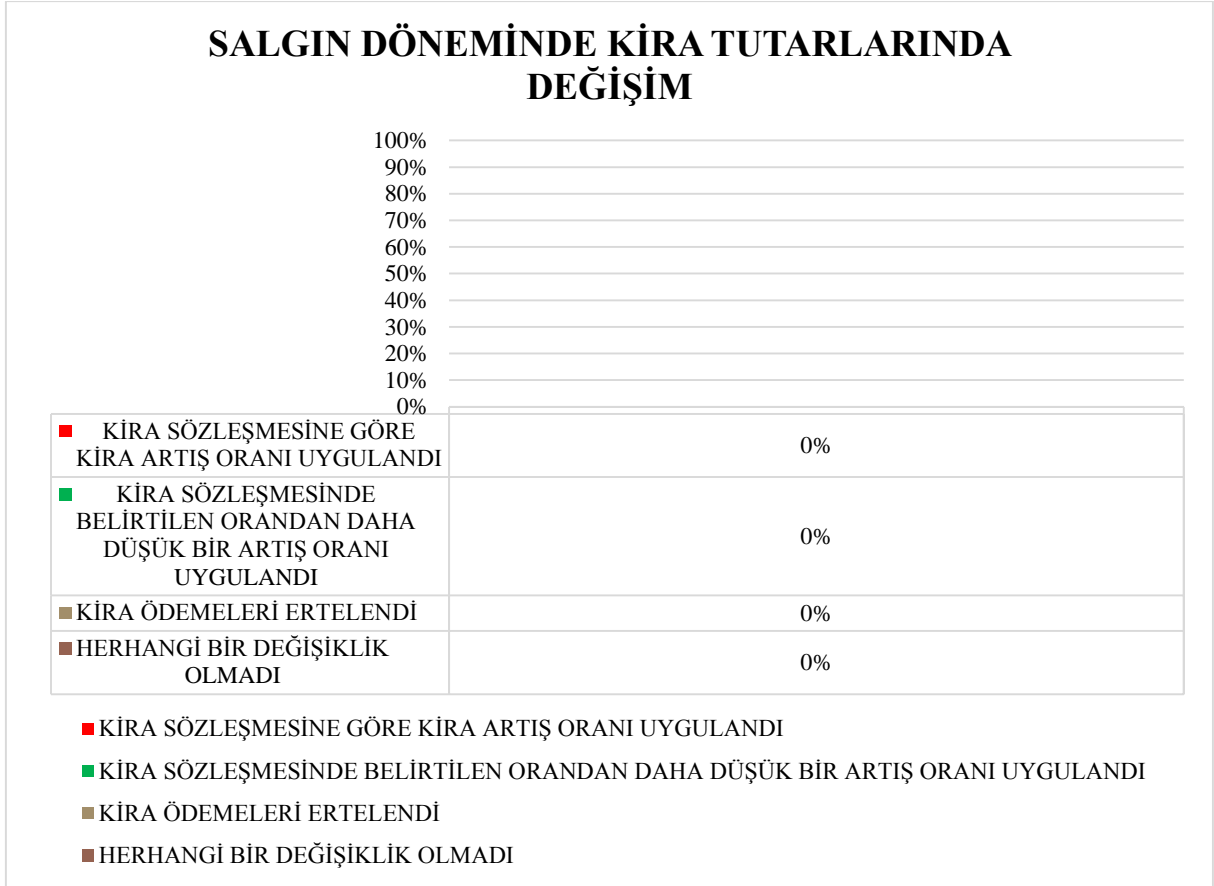 SALGIN DÖNEMİNDE KİRA TUTARLARINDA
DEĞİŞİM
100%
90%
80%
70%
60%
50%
40%
30%
20%
10%
0%
KİRA SÖZLEŞMESİNE GÖRE
KİRA ARTIŞ ORANI UYGULANDI
0%
KİRA SÖZLEŞMESİNDE
BELİRTİLEN ORANDAN DAHA
DÜŞÜK BİR ARTIŞ ORANI
UYGULANDI
0%
KİRA ÖDEMELERİ ERTELENDİ
0%
HERHANGİ BİR DEĞİŞİKLİK
OLMADI
0%
KİRA SÖZLEŞMESİNE GÖRE KİRA ARTIŞ ORANI UYGULANDI
KİRA SÖZLEŞMESİNDE BELİRTİLEN ORANDAN DAHA DÜŞÜK BİR ARTIŞ ORANI UYGULANDI
KİRA ÖDEMELERİ ERTELENDİ
HERHANGİ BİR DEĞİŞİKLİK OLMADI